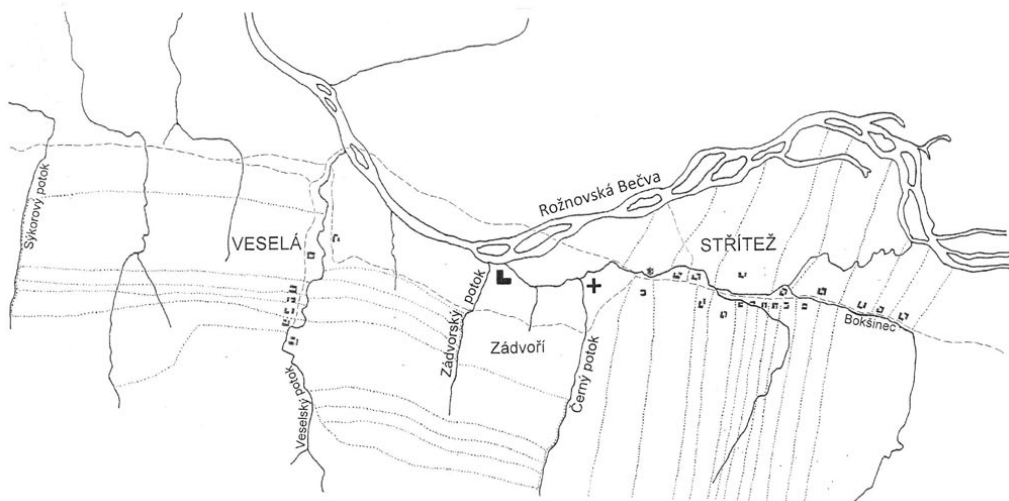 Sýkorový potok
VESELÁ
Veselský potok
Zádvorský potok
Zádvoří
Černý potok
Rožnovská Bečva
STŘÍTEŽ
Bokšinec